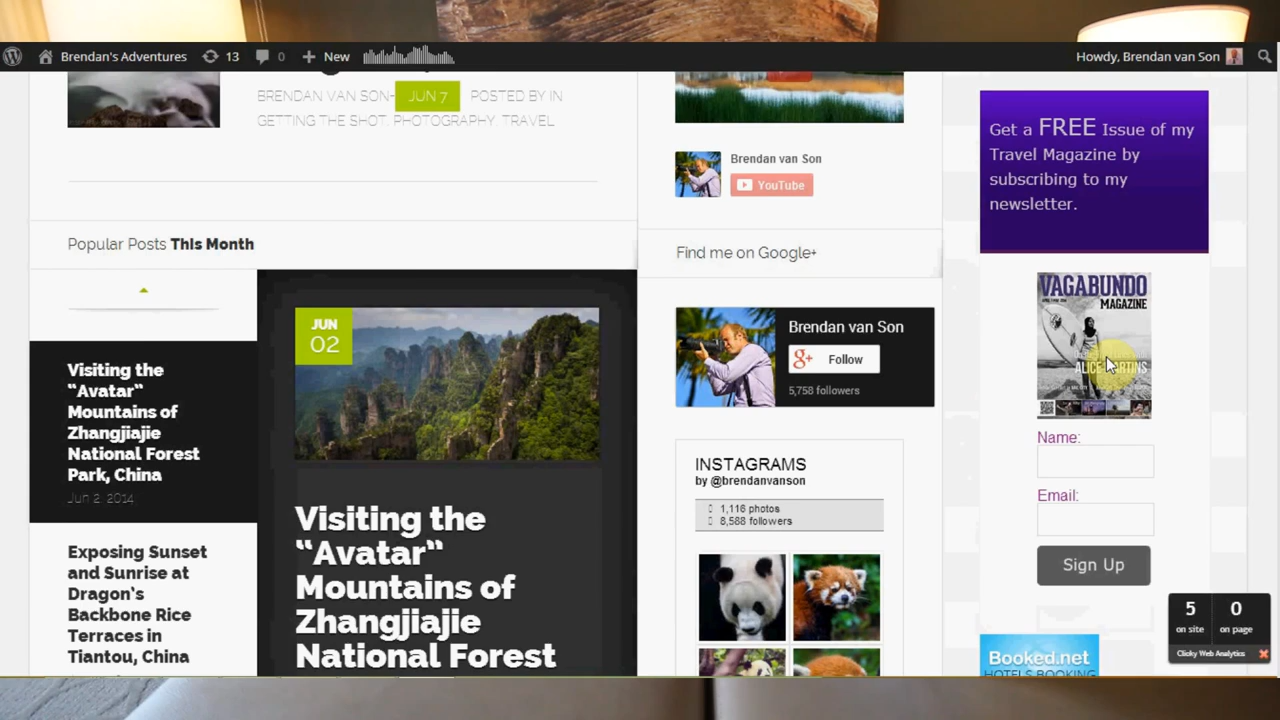 Brendan's Adventures 13 0 New Howdy, Brendan van Son
BRENDAN VAN SON- JUN 7 POSTED BY IN
GETTING THE SHOT, PHOTOGRAPHY, TRAVEL
Popular Posts This Month
Visiting the
“Avatar”
Mountains of
Zhangjiajie
National Forest
Park, China
Jun 2, 2014
Exposing Sunset
and Sunrise at
Dragon's
Backbone Rice
Terraces in
Tiantou, China
JUN
02
Visiting the
“Avatar”
Mountains of
Zhangjiajie
National Forest
Brendan van Son
YouTube
Find me on Google+
Brendan van Son
g+ Follow
5,758 followers
INSTAGRAMS
by @brendanvanson
1,116 photos
8,588 followers
Get a FREE Issue of my
Travel Magazine by
subscribing to my
newsletter.
VAGABUNDO
MAGAZINE
ALICE MARTINS
Name:
Email:
Sign Up
5 0
on site on page
Clicky Web Analytics
Booked.net
HOTELS BOOKING